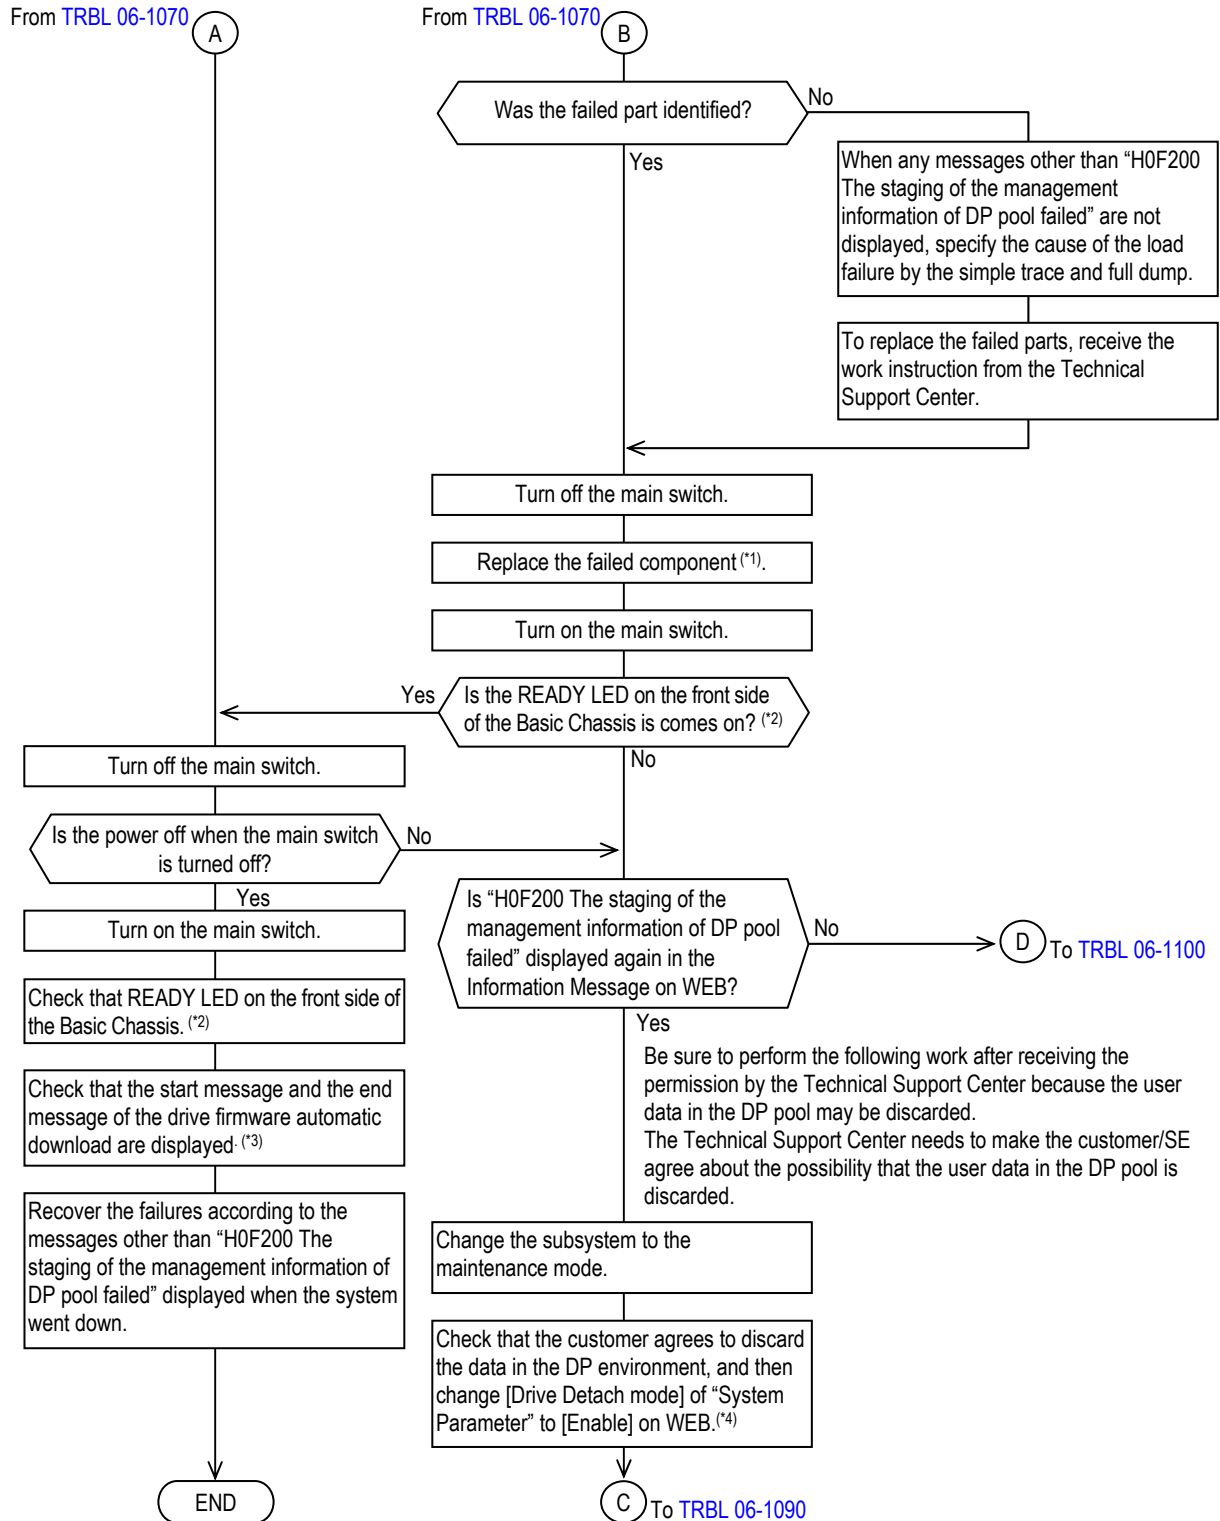 From TRBL 06-1070
A
From TRBL 06-1070
B
Was the failed part identified?
No
Yes
When any messages other than “H0F200
The staging of the management
information of DP pool failed” are not
displayed, specify the cause of the load
failure by the simple trace and full dump.
To replace the failed parts, receive the
work instruction from the Technical
Support Center.
Turn off the main switch.
Replace the failed component (*1).
Turn on the main switch.
Is the READY LED on the front side
of the Basic Chassis is comes on? (*2)
Yes
No
Turn off the main switch.
Is the power off when the main switch
is turned off?
No
Yes
Turn on the main switch.
Check that READY LED on the front side of
the Basic Chassis. (*2)
Check that the start message and the end
message of the drive firmware automatic
download are displayed. (*3)
Recover the failures according to the
messages other than “H0F200 The
staging of the management information of
DP pool failed” displayed when the system
went down.
END
Is “H0F200 The staging of the
management information of DP pool
failed” displayed again in the
Information Message on WEB?
No
D
To TRBL 06-1100
Yes
Be sure to perform the following work after receiving the
permission by the Technical Support Center because the user
data in the DP pool may be discarded.
The Technical Support Center needs to make the customer/SE
agree about the possibility that the user data in the DP pool is
discarded.
Change the subsystem to the
maintenance mode.
Check that the customer agrees to discard
the data in the DP environment, and then
change [Drive Detach mode] of “System
Parameter” to [Enable] on WEB.(*4)
C
To TRBL 06-1090